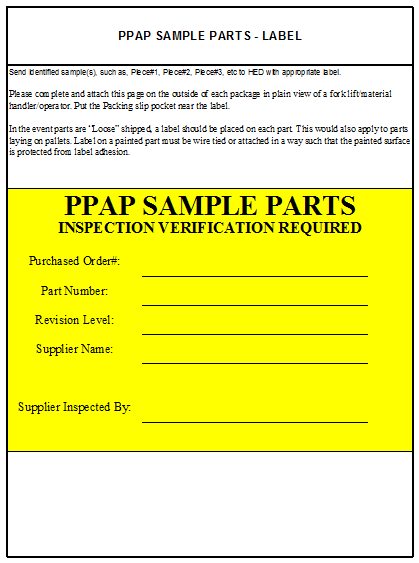 PPAP SAMPLE PARTS - LABEL
Send identified sample(s), such as, Piece#1, Piece#2, Piece#3, etc to HED with appropriate label.
Please complete and attach this page on the outside of each package in plain view of a fork lift/material
handler/operator. Put the Packing slip pocket near the label.
In the event parts are "Loose" shipped, a label should be placed on each part. This would also apply to parts
laying on pallets. Label on a painted part must be wire tied or attached in a way such that the painted surface
is protected from label adhesion.
PPAP SAMPLE PARTS
INSPECTION VERIFICATION REQUIRED
Purchased Order#:
Part Number:
Revision Level:
Supplier Name:
Supplier Inspected By: